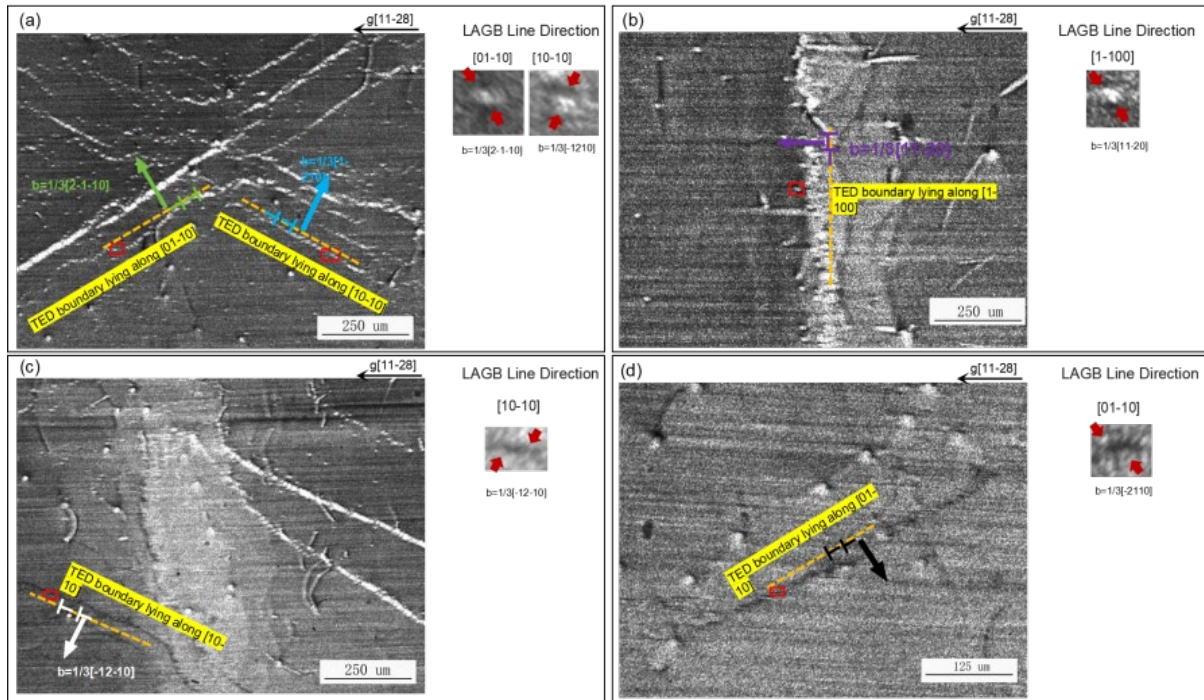 (a)
g[11-28]
LAGB Line Direction
[01-10] [10-10]
b=1/3[2-1-10] b=1/3[-1210]
b=1/3[2-1-10]
b=1/3[1-
TED boundary lying along [01-10]
TED boundary lying along [10-10]
250 um
(b)
g[11-28]
LAGB Line Direction
[1-100]
b=1/3[11-20]
b=1/3[11-20]
TED boundary lying along [1-
100]
250 um
(c)
g[11-28]
LAGB Line Direction
[10-10]
b=1/3[-12-10]
TED boundary lying along [10-
10]
b=1/3[-12-10]
250 um
(d)
g[11-28]
LAGB Line Direction
[01-10]
b=1/3[-2110]
TED boundary lying along [01-
10]
125 um